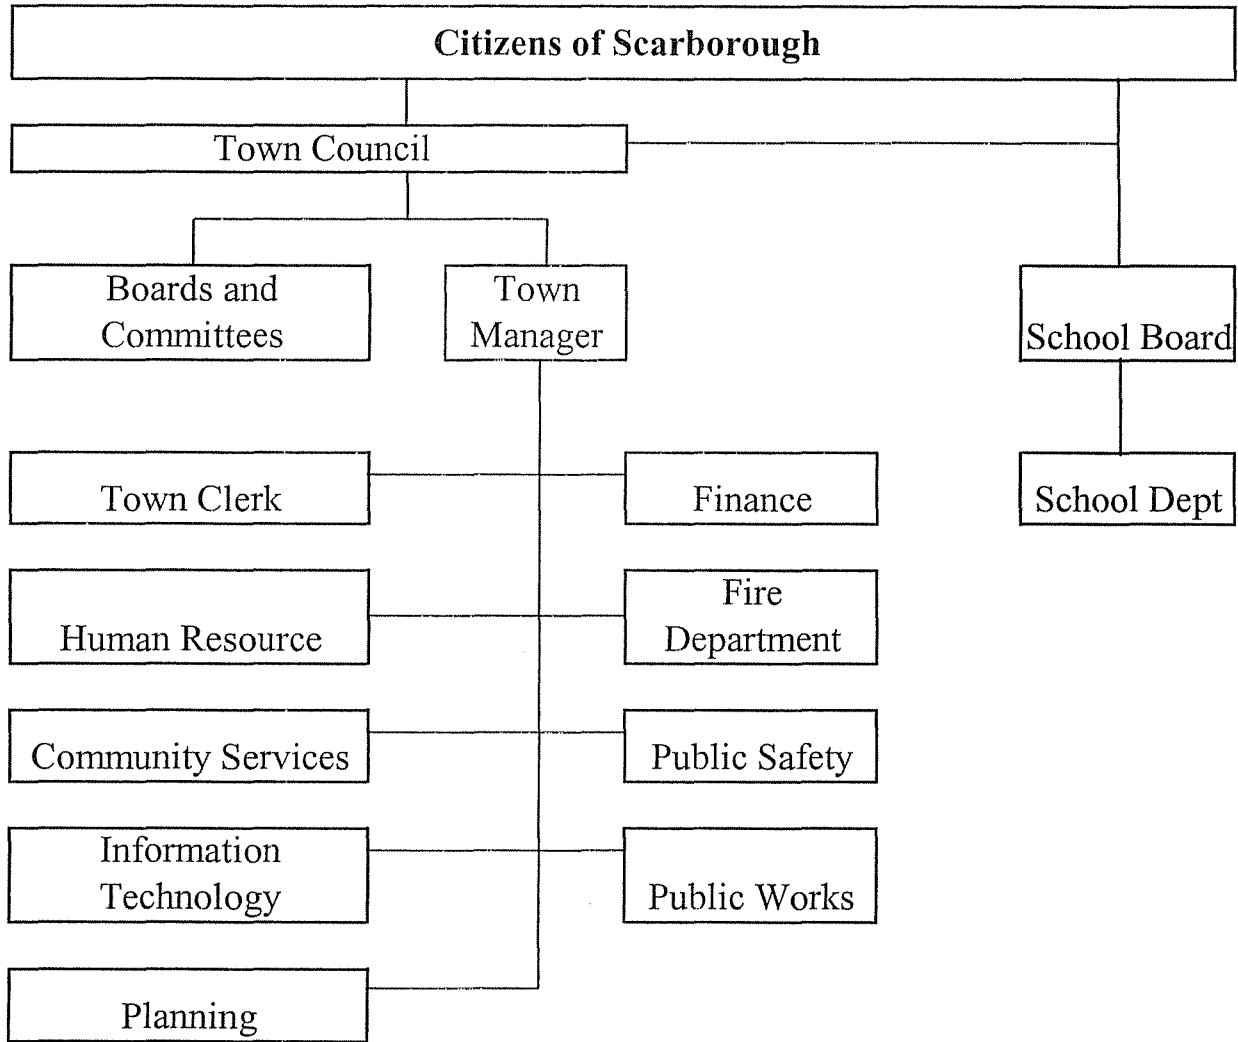 Citizens of Scarborough
Town Council
Boards and
Committees
Town
Manager
School Board
Town Clerk
Finance
School Dept
Human Resource
Fire
Department
Community Services
Public Safety
Information
Technology
Public Works
Planning